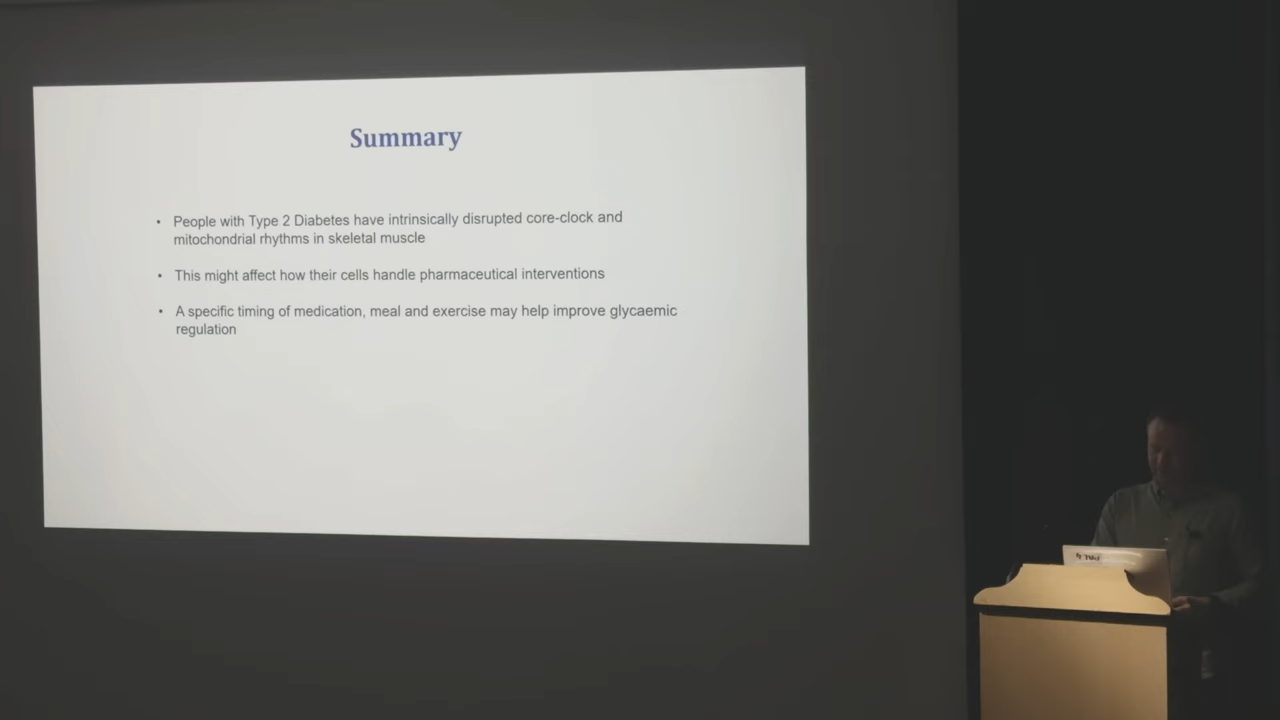 Summary
• People with Type 2 Diabetes have intrinsically disrupted core-clock and
mitochondrial rhythms in skeletal muscle
• This might affect how their cells handle pharmaceutical interventions
• A specific timing of medication, meal and exercise may help improve glycaemic
regulation